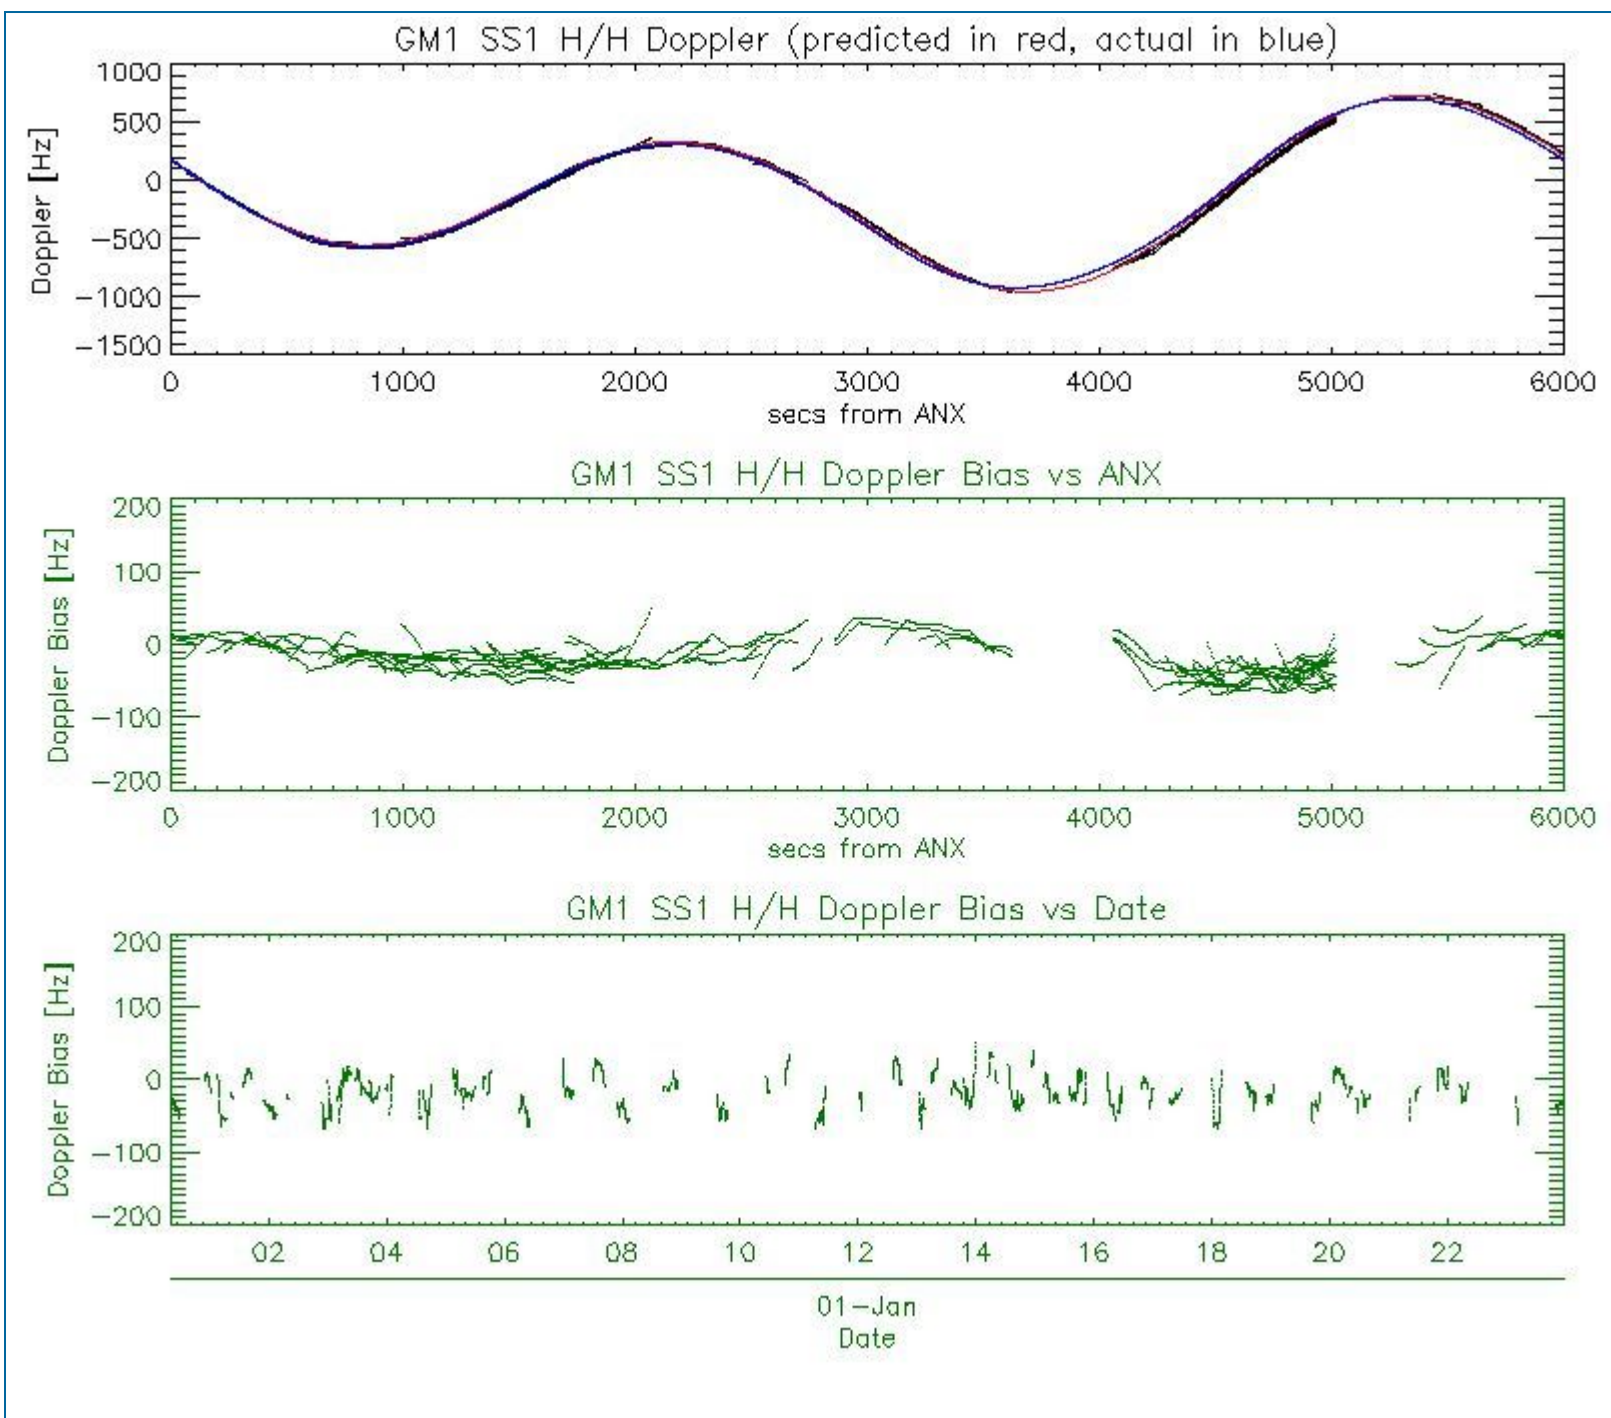 GM1 SS1 H/H Doppler (predicted in red, actual in blue)
Doppler [Hz]
1000
500
0
-500
-1000
-1500
0 1000 2000 3000 4000 5000 6000
secs from ANX
GM1 SS1 H/H Doppler Bias vs ANX
Doppler Bias [Hz]
200
100
0
-100
-200
0 1000 2000 3000 4000 5000 6000
secs from ANX
GM1 SS1 H/H Doppler Bias vs Date
Doppler Bias [Hz]
200
100
0
-100
-200
02 04 06 08 10 12 14 16 18 20 22
01-Jan
Date